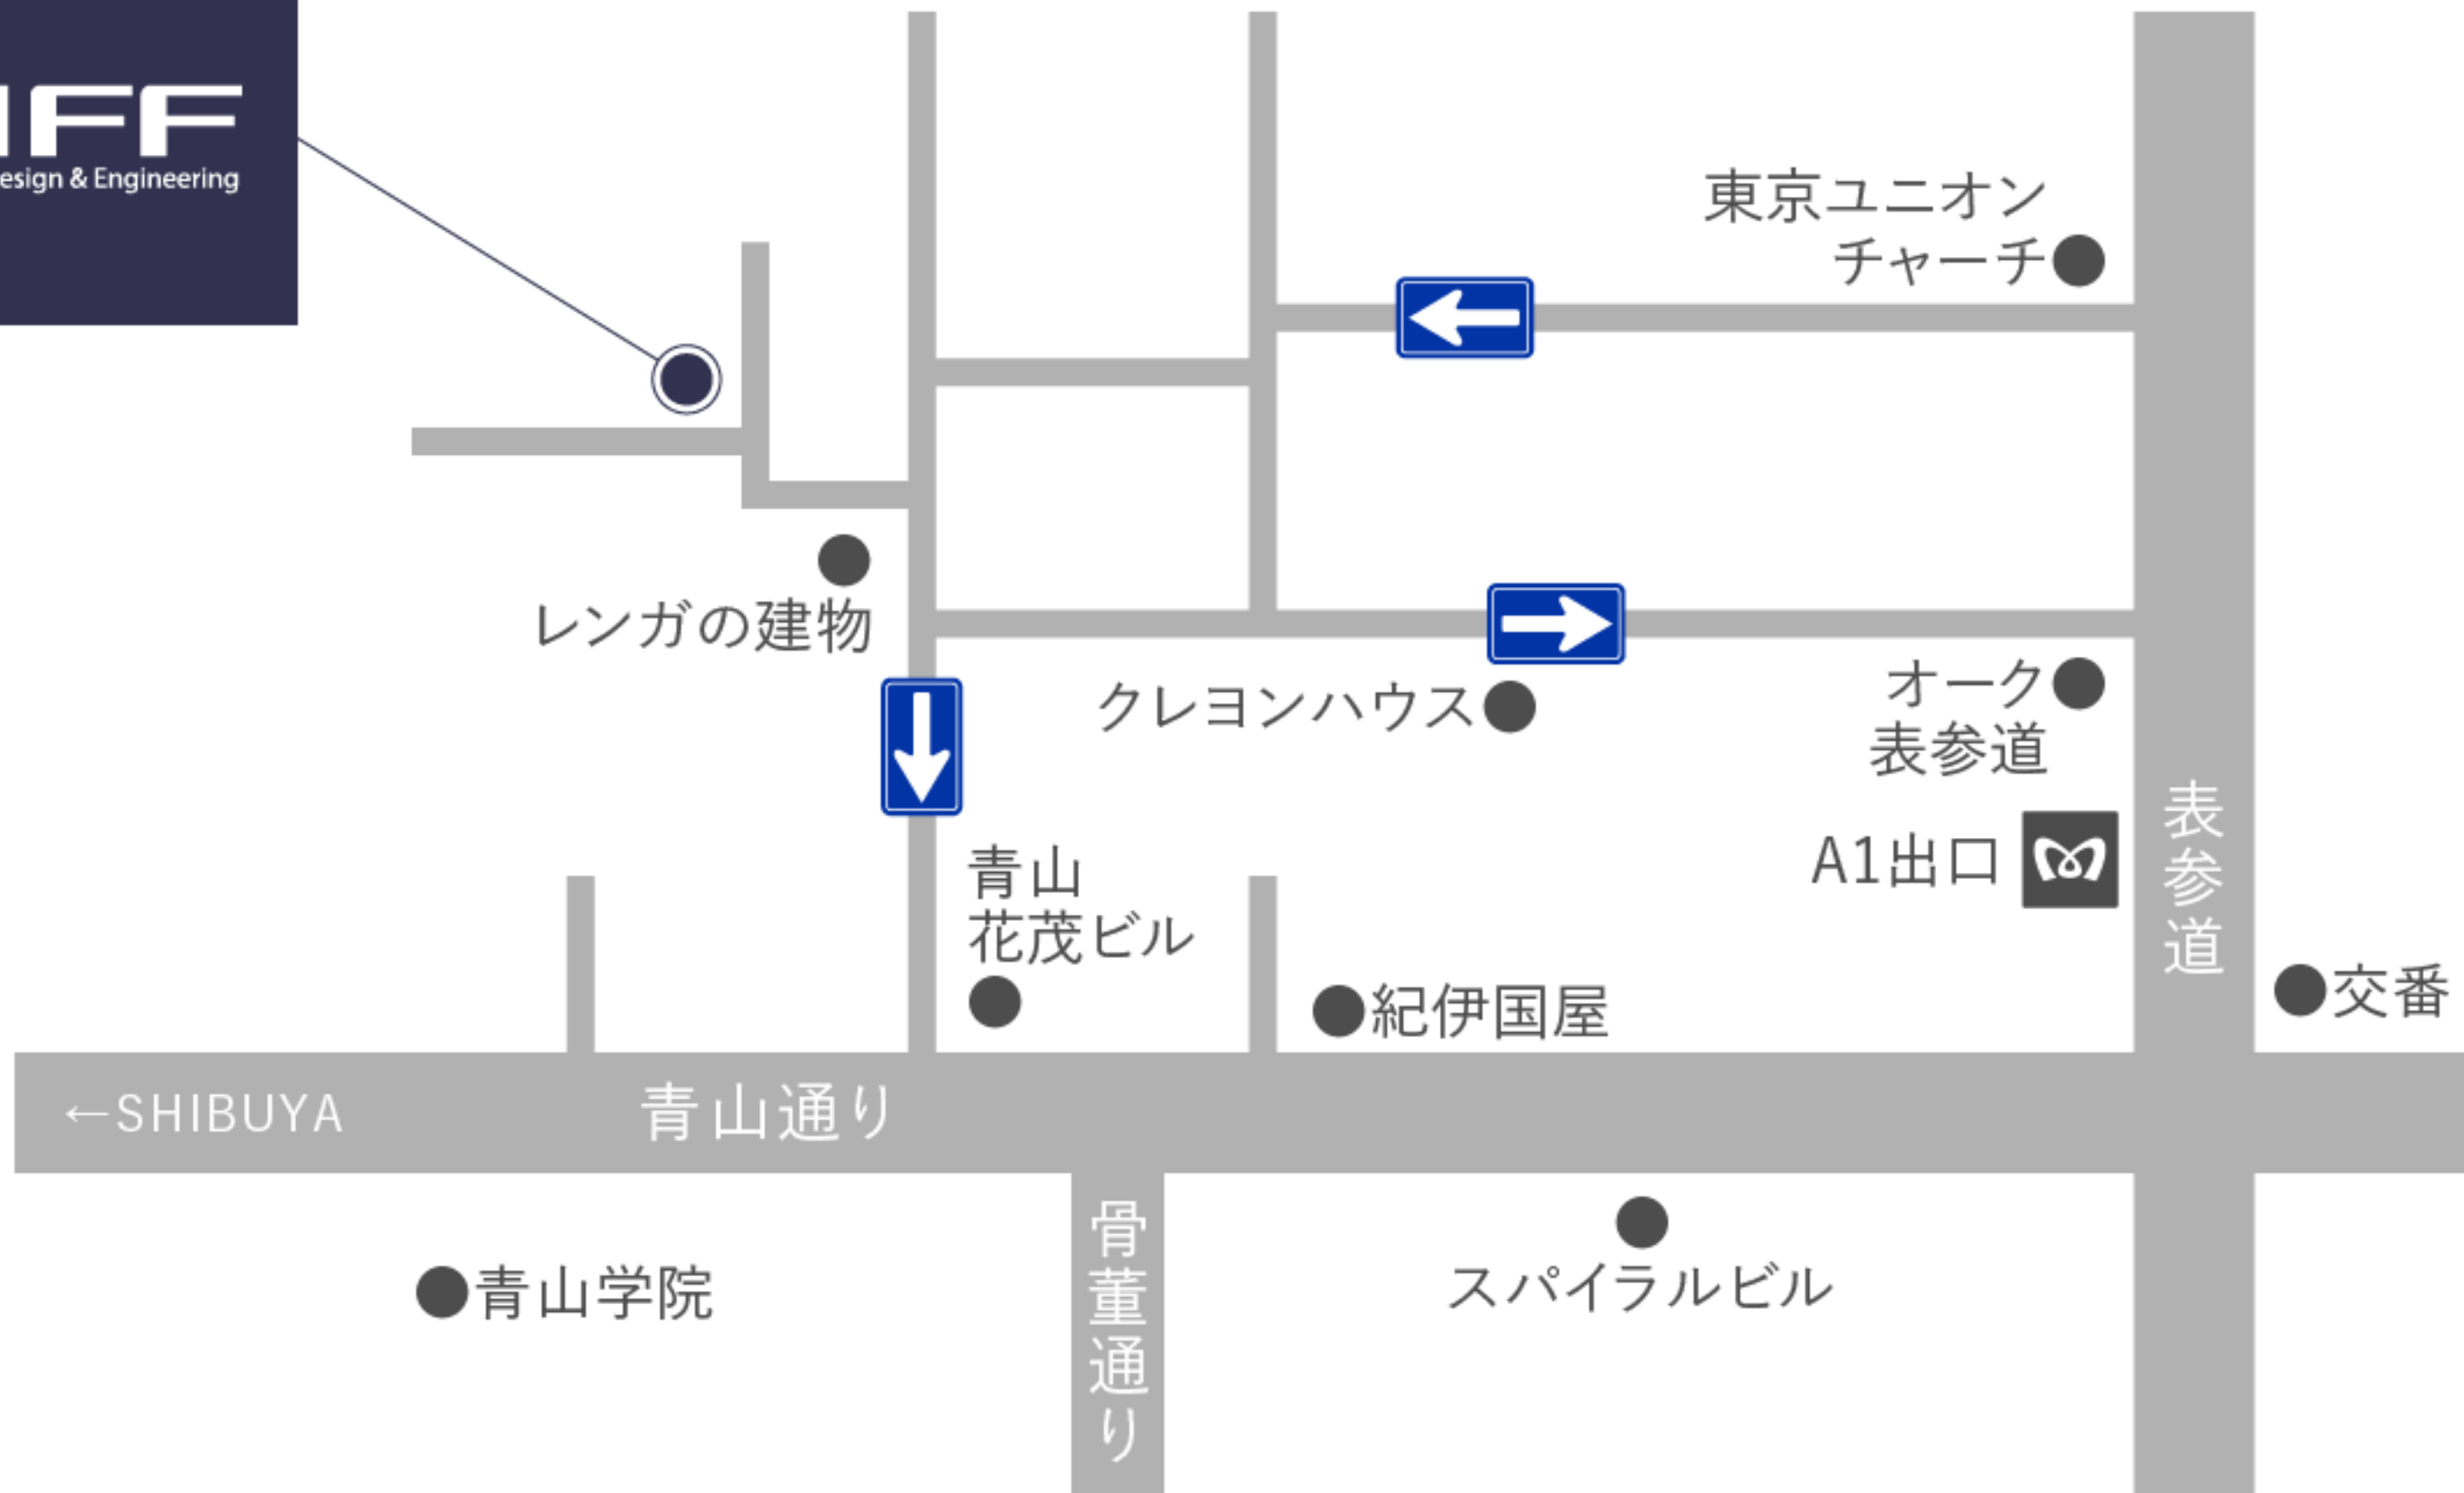 esign & Engineering
東京ユニオン
チャーチ
レンガの建物
クレヨンハウス
オーク
表参道
A1出口
表参道
青山
花茂ビル
紀伊国屋
交番
←SHIBUYA
青山通り
骨董通り
スパイラルビル
青山学院